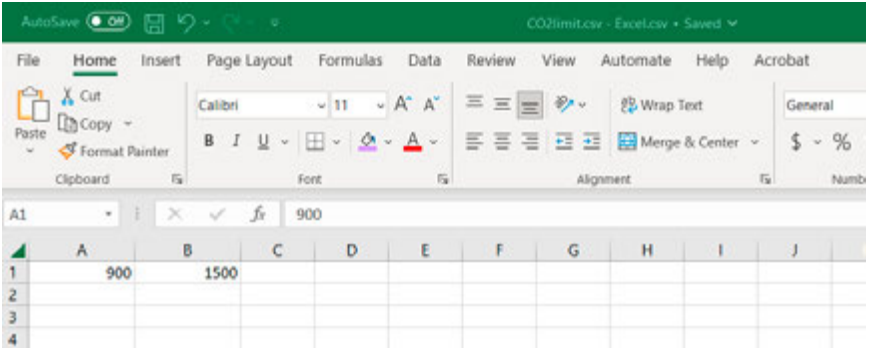 AutoSave Off CO2limit.csv - Excel.csv • Saved
File Home Insert Page Layout Formulas Data Review View Automate Help Acrobat
Paste
Cut
Copy
Format Painter
Clipboard
Calibri 11 A^ A˅
B I U A
Font
Wrap Text
Merge & Center
Alignment
General
$ %
A1 fx 900
A B C D E F G H I J
1 900 1500
2
3
4